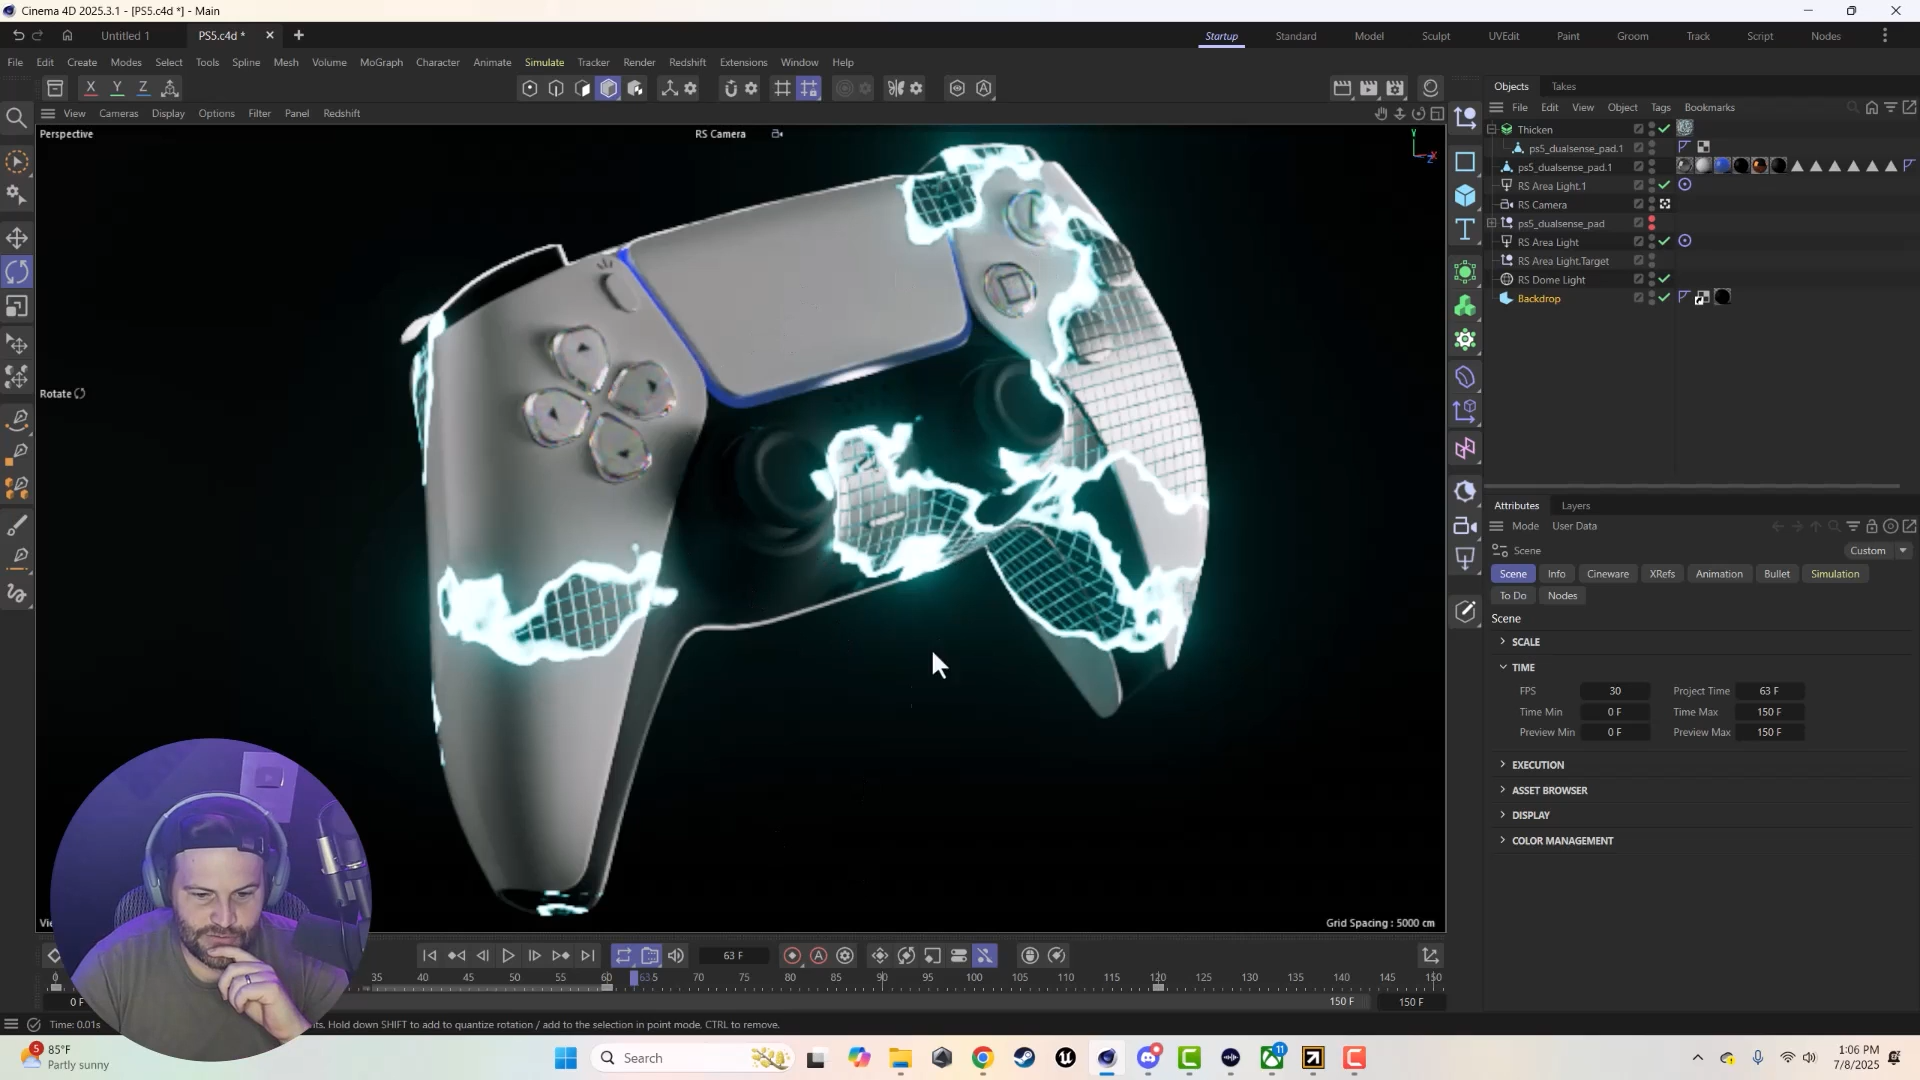 Cinema 4D 2025.3.1 - [PS5.c4d *] - Main
Untitled 1
PS5.c4d *
Startup Standard Model Sculpt UVEdit Paint Groom Track Script Nodes
File Edit Create Modes Select Tools Spline Mesh Volume MoGraph Character Animate Simulate Tracker Render Redshift Extensions Window Help
X Y Z
Objects Takes
View Cameras Display Options Filter Panel Redshift
File Edit View Object Tags Bookmarks
Perspective
RS Camera
Thicken
ps5_dualsense_pad.1
ps5_dualsense_pad.1
RS Area Light.1
RS Camera
ps5_dualsense_pad
RS Area Light
RS Area Light.Target
RS Dome Light
Backdrop
Rotate
Attributes Layers
Mode User Data
Scene
Custom
Scene Info Cineware XRefs Animation Bullet Simulation
To Do Nodes
Scene
SCALE
TIME
FPS 30 Project Time 63 F
Time Min 0 F Time Max 150 F
Preview Min 0 F Preview Max 150 F
EXECUTION
ASSET BROWSER
DISPLAY
COLOR MANAGEMENT
Grid Spacing : 5000 cm
63 F
0 35 40 45 50 55 60 63.5 70 75 80 85 90 95 100 105 110 115 120 125 130 135 140 145 150
0 F
150 F
150 F
Time: 0.01s
Hold down SHIFT to add to quantize rotation / add to the selection in point mode, CTRL to remove.
5
85°F
Partly sunny
Search
11
1:06 PM
7/8/2025